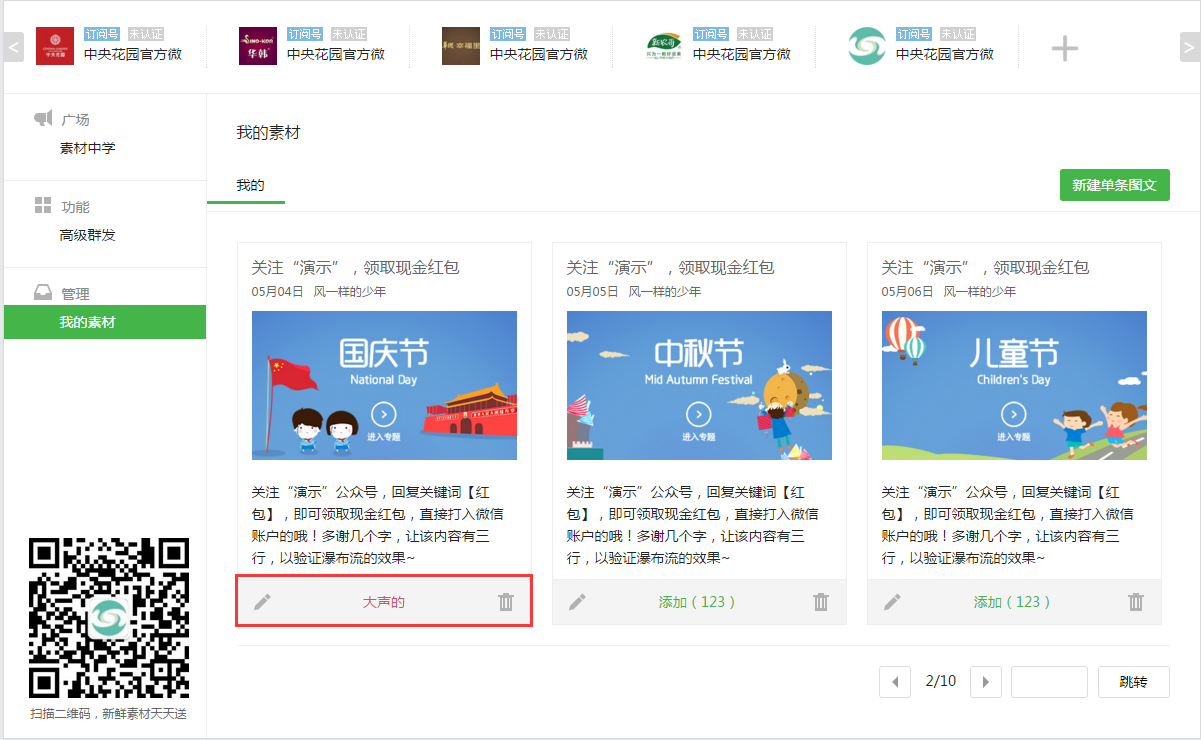 <
订阅号 未认证
中央花园官方微
SINO-KOR
华韩
订阅号 未认证
中央花园官方微
幸福里
订阅号 未认证
中央花园官方微
订阅号 未认证
中央花园官方微
订阅号 未认证
中央花园官方微
>
广场
素材中学
功能
高级群发
管理
我的素材
扫描二维码，新鲜素材天天送
我的素材
我的
新建单条图文
关注“演示”，领取现金红包
05月04日 风一样的少年
国庆节
National Day
进入专题
关注“演示”公众号，回复关键词【红
包】，即可领取现金红包，直接打入微信
账户的哦！多谢几个字，让该内容有三
行，以验证瀑布流的效果~
大声的
关注“演示”，领取现金红包
05月05日 风一样的少年
中秋节
Mid Autumn Festival
进入专题
关注“演示”公众号，回复关键词【红
包】，即可领取现金红包，直接打入微信
账户的哦！多谢几个字，让该内容有三
行，以验证瀑布流的效果~
添加（123）
关注“演示”，领取现金红包
05月06日 风一样的少年
儿童节
Children's Day
进入专题
关注“演示”公众号，回复关键词【红
包】，即可领取现金红包，直接打入微信
账户的哦！多谢几个字，让该内容有三
行，以验证瀑布流的效果~
添加（123）
2/10
跳转